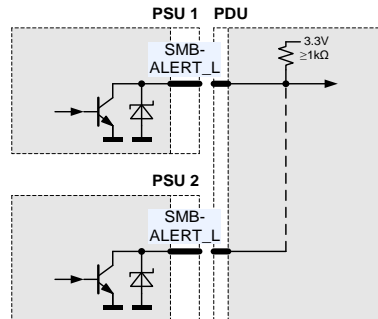 PSU 1 PDU
SMB-
ALERT_L
3.3V
≥1kΩ
PSU 2
SMB-
ALERT_L